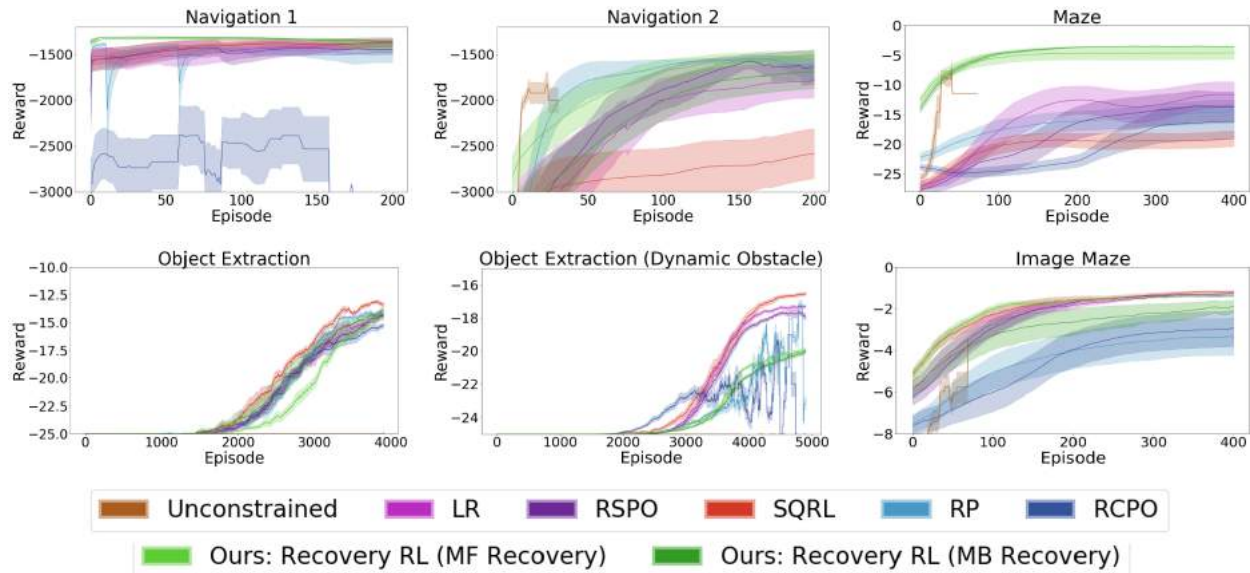 Navigation 1
Navigation 2
Maze
Reward
−1500
−2000
−2500
−3000
0
50
100
150
200
Episode
Reward
−1500
−2000
−2500
−3000
0
50
100
150
200
Episode
Reward
0
−5
−10
−15
−20
−25
0
100
200
300
400
Episode
Object Extraction
Object Extraction (Dynamic Obstacle)
Image Maze
Reward
−10.0
−12.5
−15.0
−17.5
−20.0
−22.5
−25.0
0
1000
2000
3000
4000
Episode
Reward
−16
−18
−20
−22
−24
0
1000
2000
3000
4000
5000
Episode
Reward
0
−2
−4
−6
−8
0
100
200
300
400
Episode
Unconstrained
LR
RSPO
SQRL
RP
RCPO
Ours: Recovery RL (MF Recovery)
Ours: Recovery RL (MB Recovery)